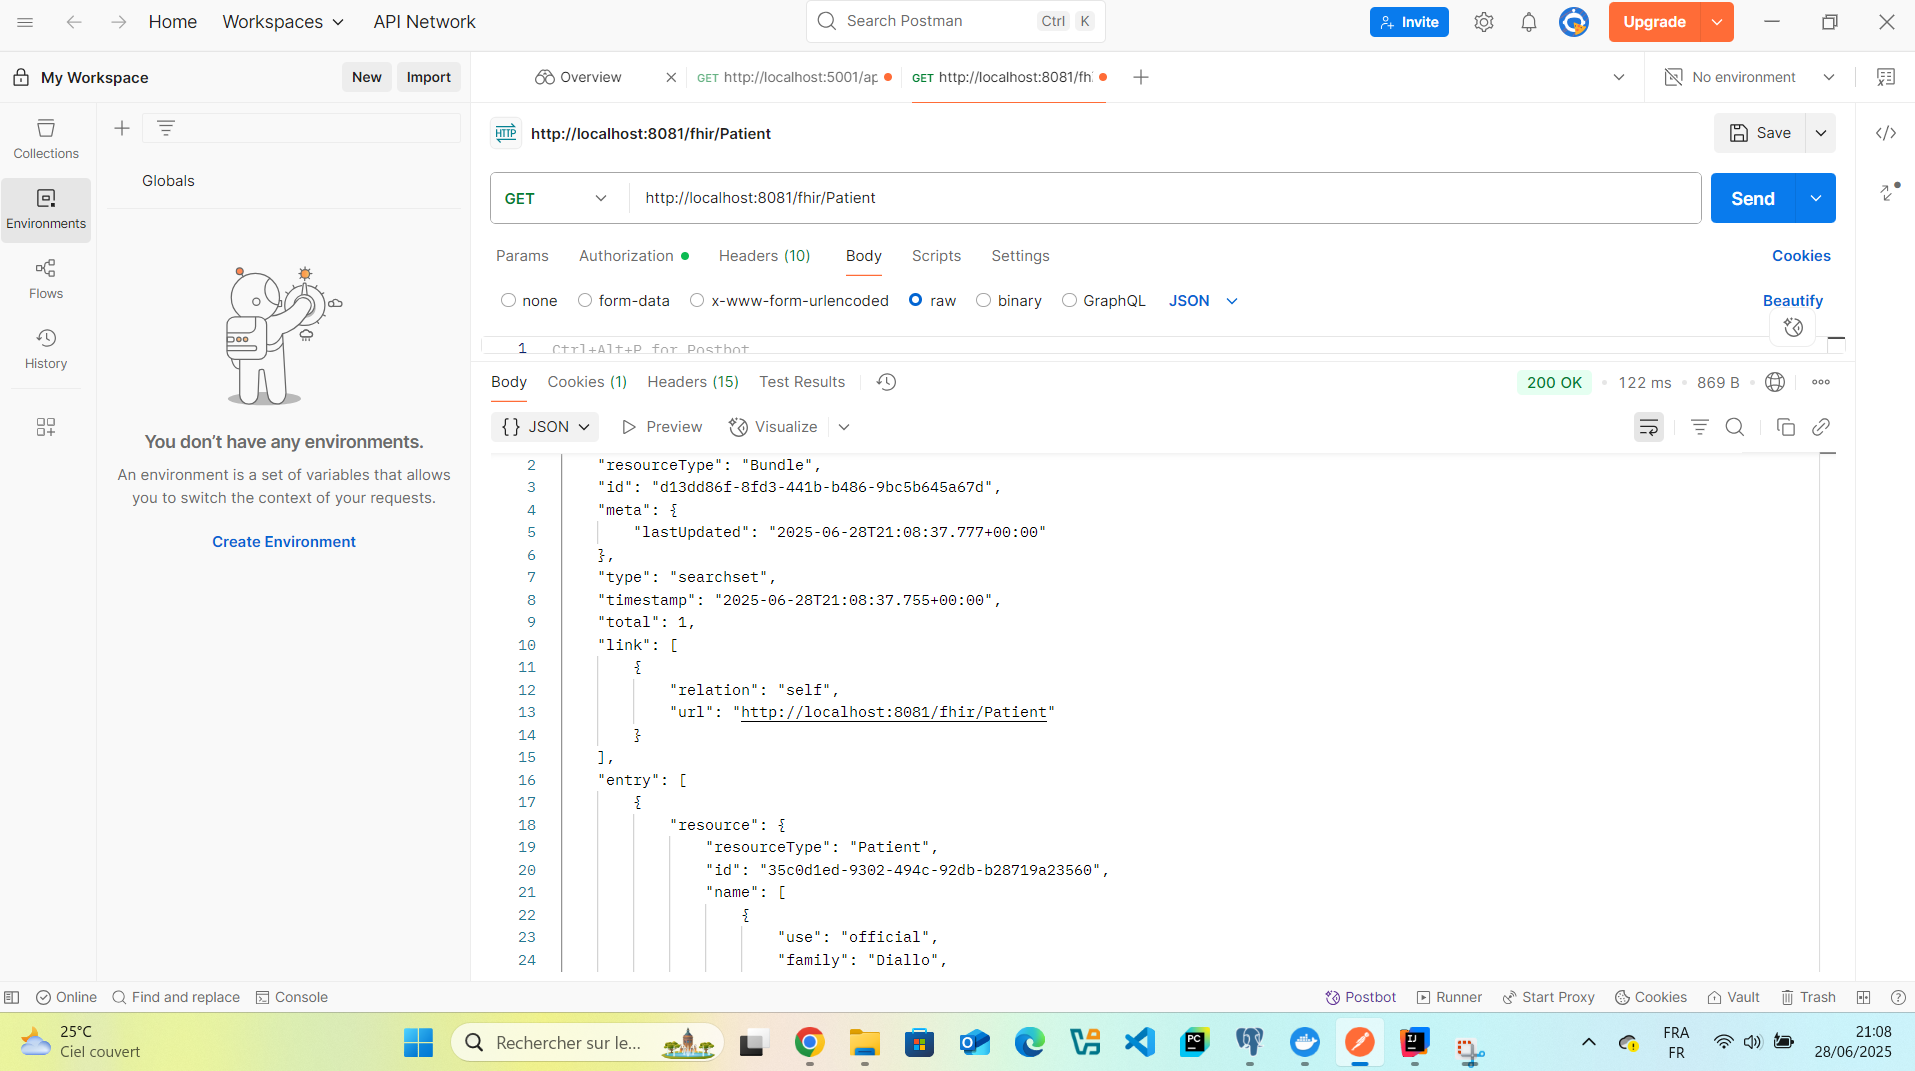 Home Workspaces API Network Search Postman Ctrl K Invite Upgrade
My Workspace New Import Overview GET http://localhost:5001/ap GET http://localhost:8081/fh No environment
Collections
Environments
Flows
History
Globals
You don't have any environments.
An environment is a set of variables that allows
you to switch the context of your requests.
Create Environment
HTTP http://localhost:8081/fhir/Patient Save
GET http://localhost:8081/fhir/Patient Send
Params Authorization Headers (10) Body Scripts Settings Cookies
none form-data x-www-form-urlencoded raw binary GraphQL JSON Beautify
1 Ctrl+Alt+P for Postbot
Body Cookies (1) Headers (15) Test Results 200 OK 122 ms 869 B
{} JSON Preview Visualize
2 "resourceType": "Bundle",
3 "id": "d13dd86f-8fd3-441b-b486-9bc5b645a67d",
4 "meta": {
5 "lastUpdated": "2025-06-28T21:08:37.777+00:00"
6 },
7 "type": "searchset",
8 "timestamp": "2025-06-28T21:08:37.755+00:00",
9 "total": 1,
10 "link": [
11 {
12 "relation": "self",
13 "url": "http://localhost:8081/fhir/Patient"
14 }
15 ],
16 "entry": [
17 {
18 "resource": {
19 "resourceType": "Patient",
20 "id": "35c0d1ed-9302-494c-92db-b28719a23560",
21 "name": [
22 {
23 "use": "official",
24 "family": "Diallo",
Online Find and replace Console Postbot Runner Start Proxy Cookies Vault Trash
25°C
Ciel couvert
Rechercher sur le...
PC
IJ
FRA
FR
21:08
28/06/2025